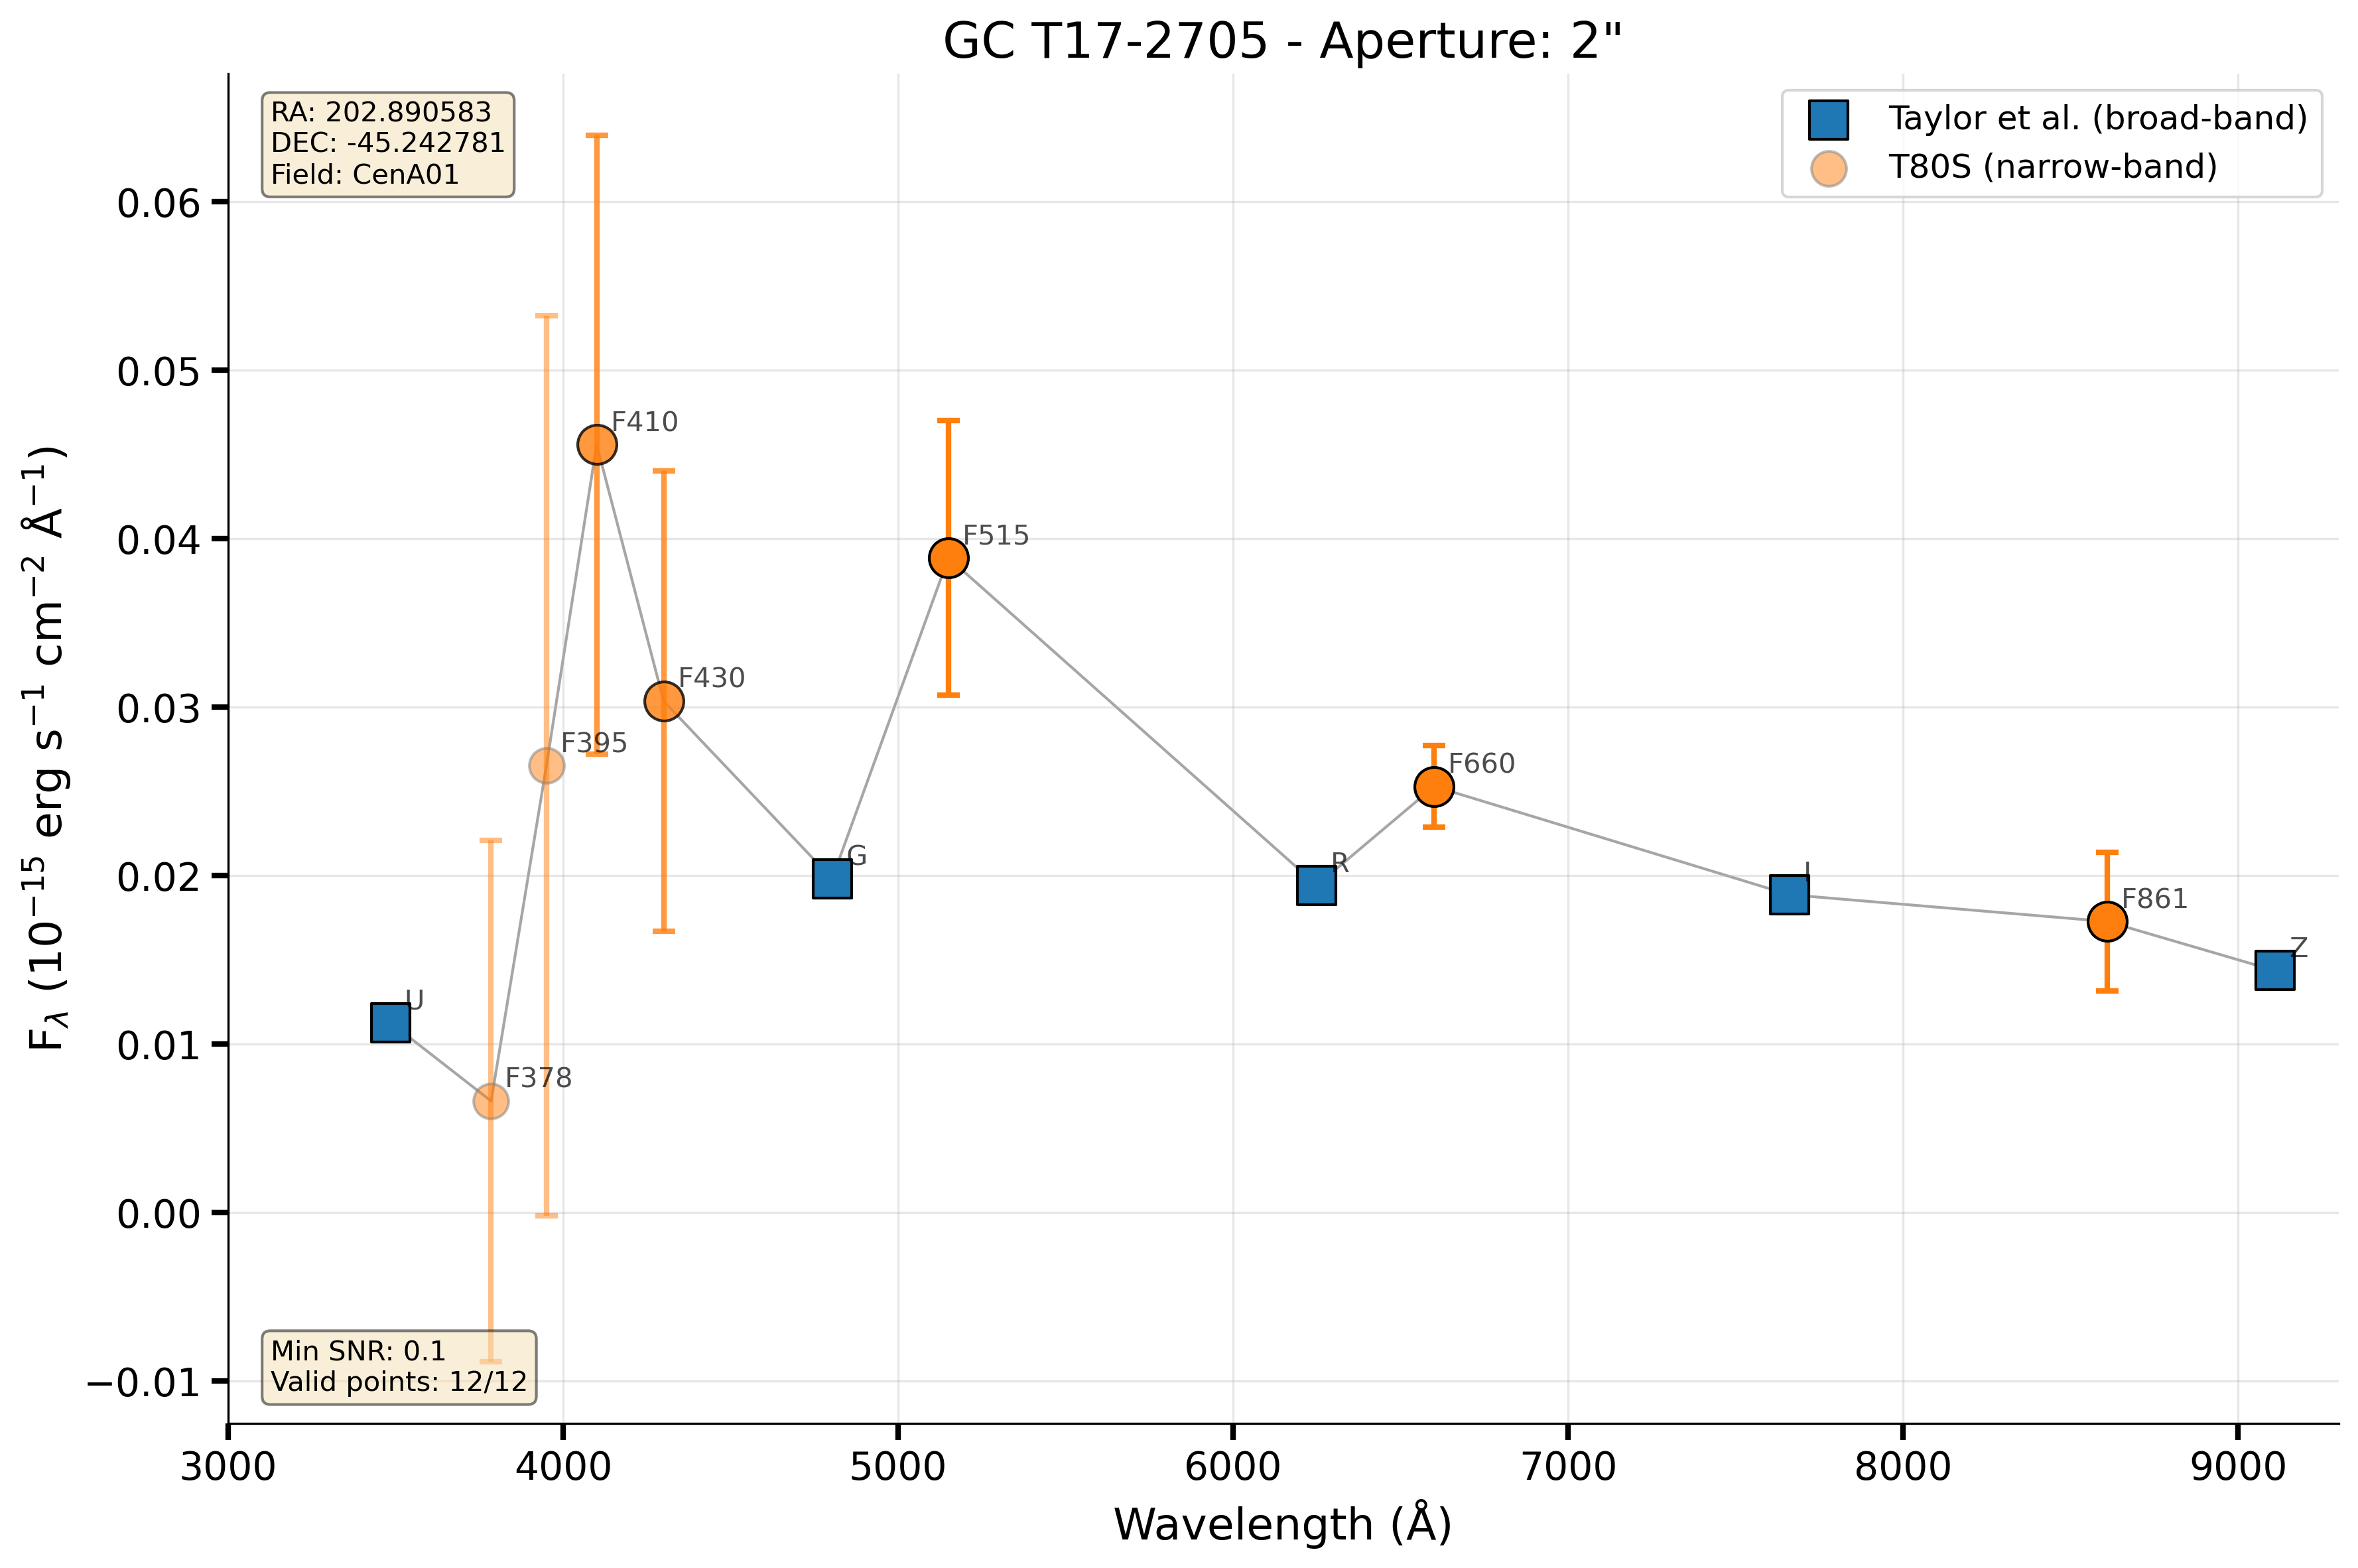 GC T17-2705 - Aperture: 2"
RA: 202.890583
DEC: -45.242781
Field: CenA01
Taylor et al. (broad-band)
T80S (narrow-band)
F_λ (10⁻¹⁵ erg s⁻¹ cm⁻² Å⁻¹)
0.06
0.05
0.04
0.03
0.02
0.01
0.00
−0.01
U
F378
F395
F410
F430
G
F515
R
F660
I
F861
Z
Min SNR: 0.1
Valid points: 12/12
3000 4000 5000 6000 7000 8000 9000
Wavelength (Å)